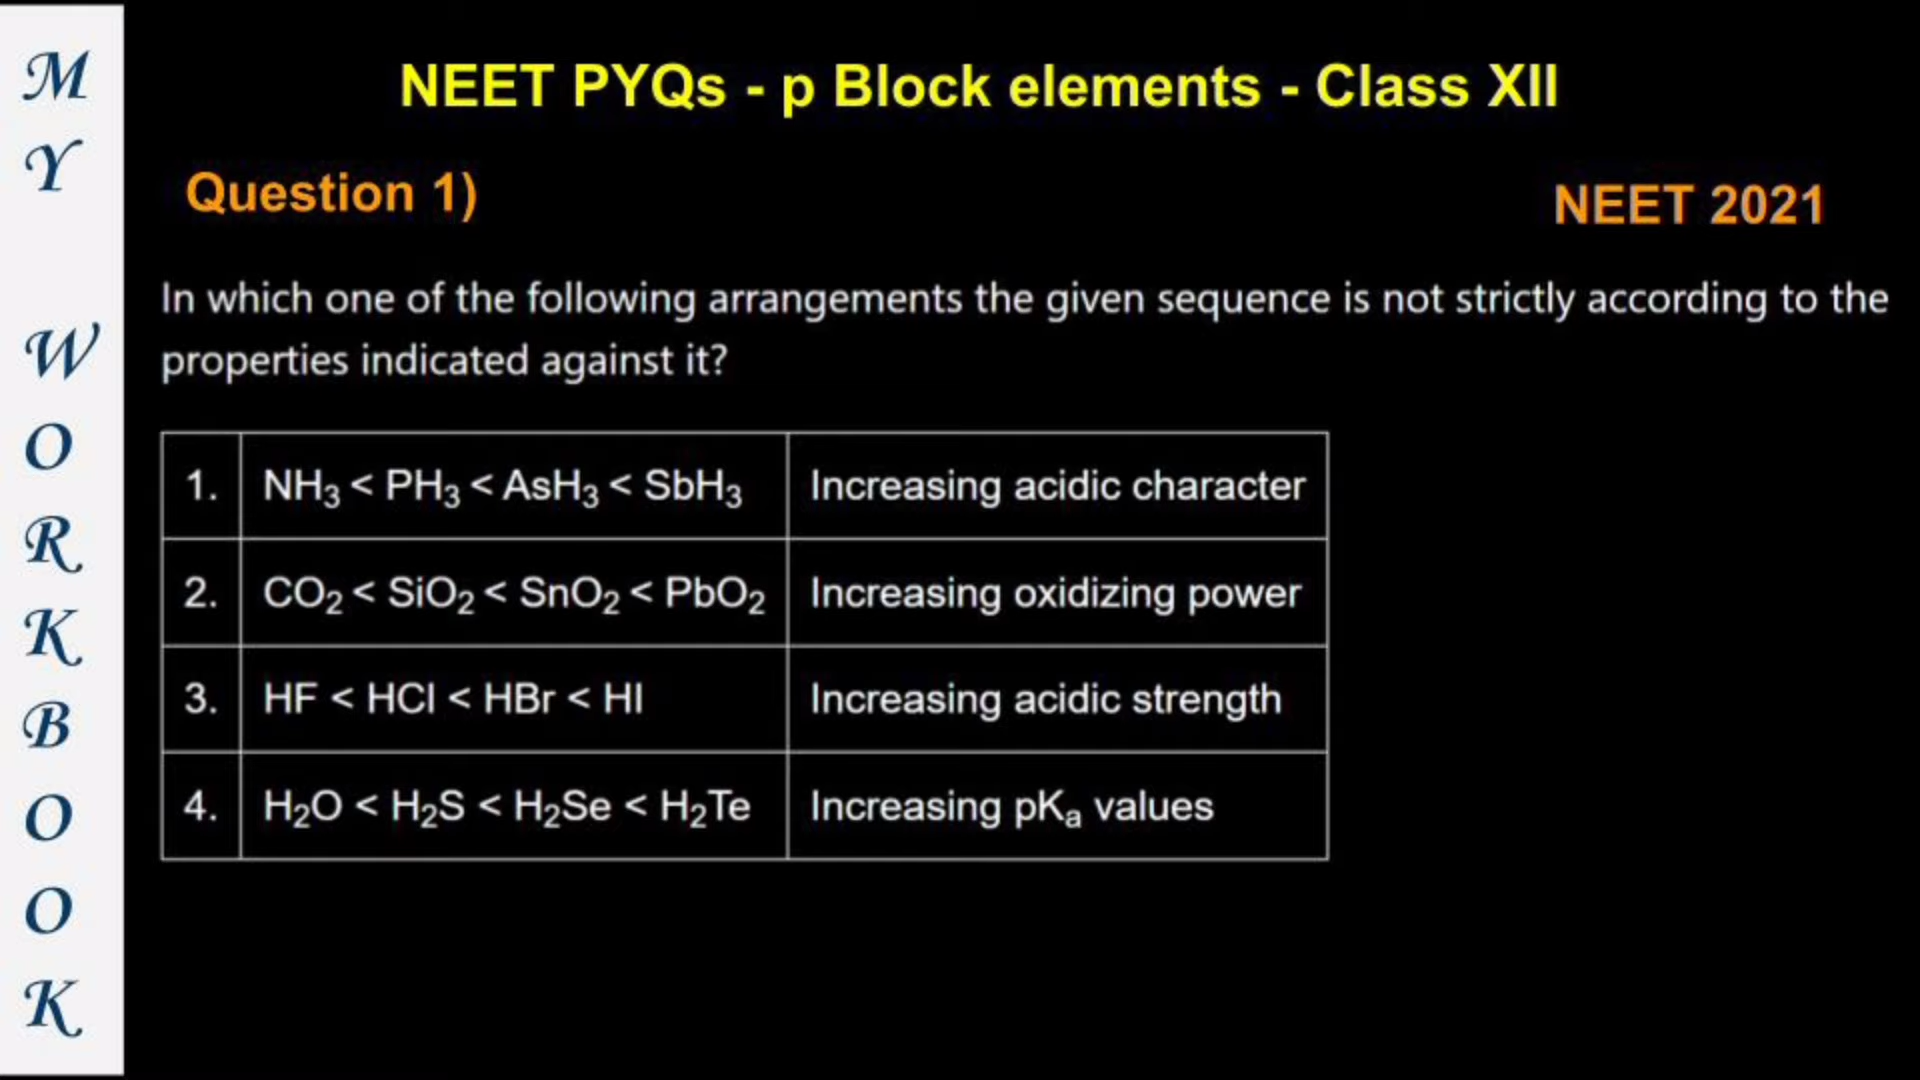 MY WORKBOOK
NEET PYQs - p Block elements - Class XII
Question 1)
NEET 2021
In which one of the following arrangements the given sequence is not strictly according to the
properties indicated against it?
1. NH₃ < PH₃ < AsH₃ < SbH₃ Increasing acidic character
2. CO₂ < SiO₂ < SnO₂ < PbO₂ Increasing oxidizing power
3. HF < HCl < HBr < HI Increasing acidic strength
4. H₂O < H₂S < H₂Se < H₂Te Increasing pKₐ values